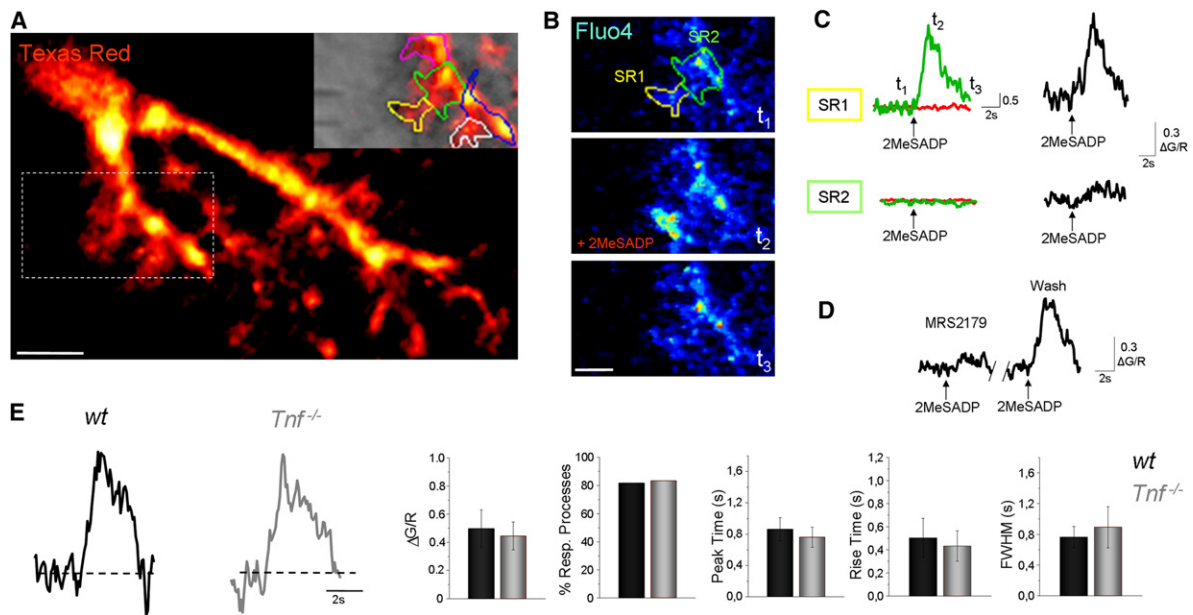 A
Texas Red
B
Fluo4
SR2
SR1
t1
+ 2MeSADP
t2
t3
C
t2
t1
t3
SR1
0.5
2s
2MeSADP
2MeSADP
0.3
ΔG/R
2s
SR2
2MeSADP
2MeSADP
D
Wash
MRS2179
0.3
ΔG/R
2s
2MeSADP
2MeSADP
E
wt
Tnf -/-
2s
ΔG/R
1.0
0.8
0.6
0.4
0.2
0
% Resp. Processes
100
80
60
40
20
0
Peak Time (s)
1,6
1,2
0,8
0,4
0,0
Rise Time (s)
1,2
1,0
0,8
0,6
0,4
0,2
0,0
FWHM (s)
1,6
1,2
0,8
0,4
0,0
wt
Tnf -/-